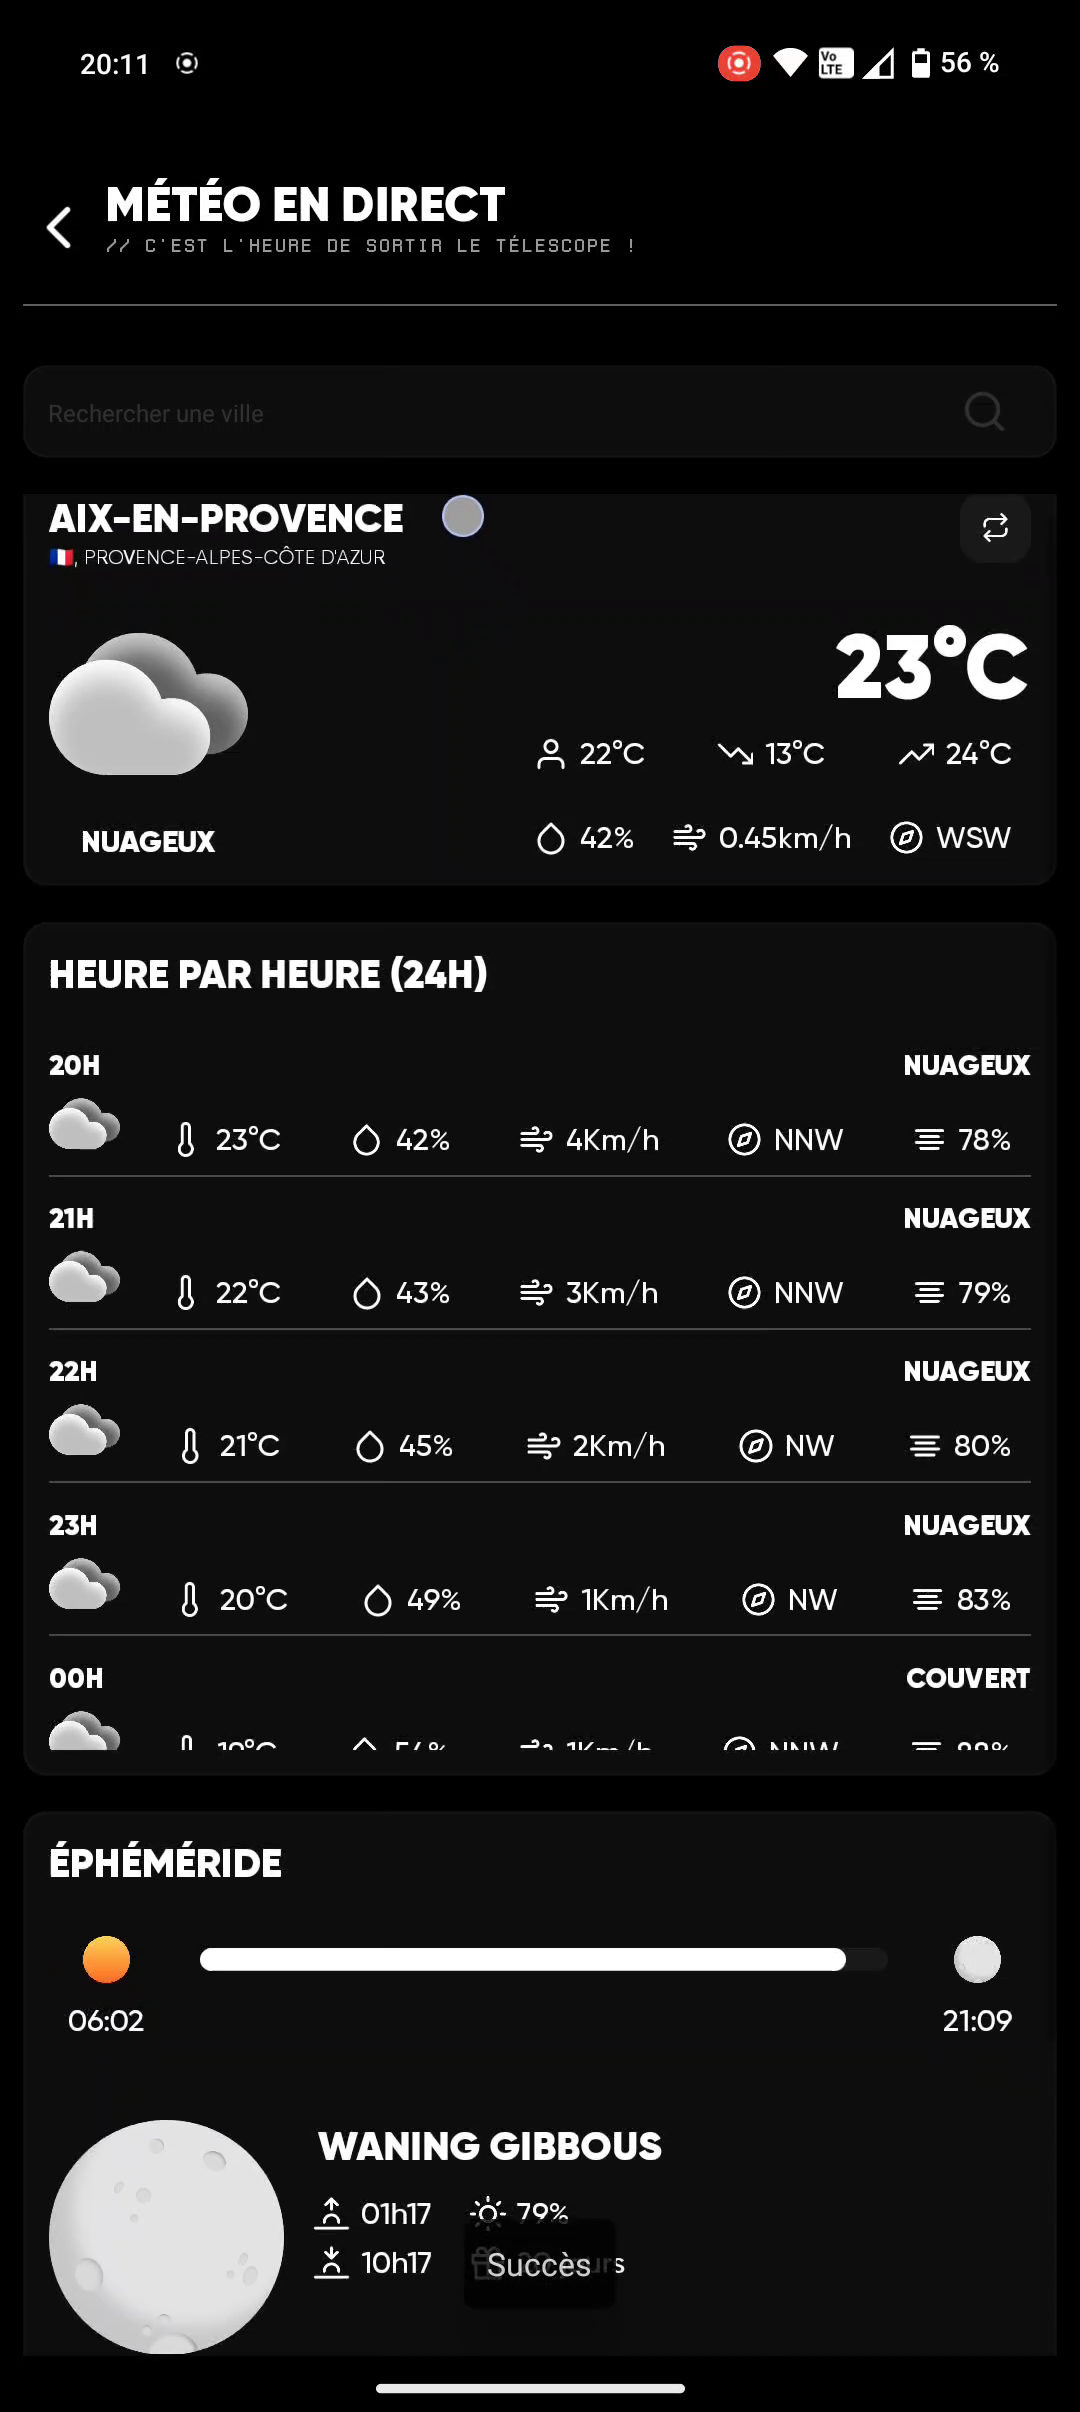 20:11
Vo LTE
56 %
MÉTÉO EN DIRECT
// C'EST L'HEURE DE SORTIR LE TÉLESCOPE !
Rechercher une ville
AIX-EN-PROVENCE
, PROVENCE-ALPES-CÔTE D'AZUR
23°C
22°C 13°C 24°C
NUAGEUX
42% 0.45km/h WSW
HEURE PAR HEURE (24H)
20H NUAGEUX
23°C 42% 4Km/h NNW 78%
21H NUAGEUX
22°C 43% 3Km/h NNW 79%
22H NUAGEUX
21°C 45% 2Km/h NW 80%
23H NUAGEUX
20°C 49% 1Km/h NW 83%
00H COUVERT
1Km/h NNW
ÉPHÉMÉRIDE
06:02 21:09
WANING GIBBOUS
01h17 79%
10h17
Succès